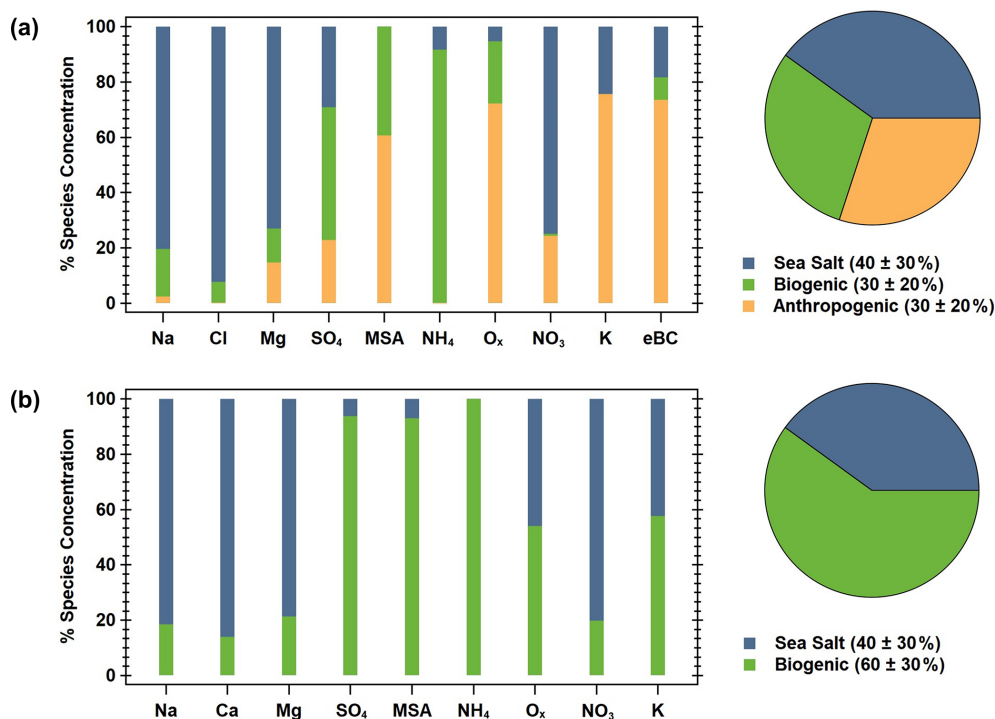 (a)
% Species Concentration
100
80
60
40
20
0
Na Cl Mg SO₄ MSA NH₄ Oₓ NO₃ K eBC
Sea Salt (40 ± 30%)
Biogenic (30 ± 20%)
Anthropogenic (30 ± 20%)
(b)
% Species Concentration
100
80
60
40
20
0
Na Ca Mg SO₄ MSA NH₄ Oₓ NO₃ K
Sea Salt (40 ± 30%)
Biogenic (60 ± 30%)